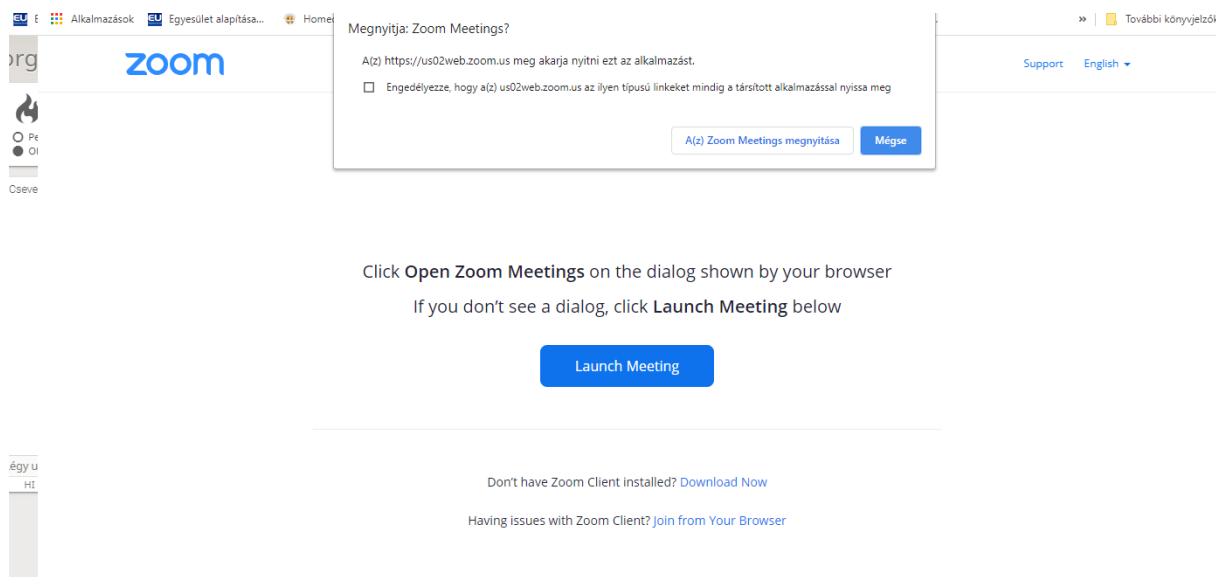 Alkalmazások
Egyesület alapítása...
»
További könyvjelzők
Megnyitja: Zoom Meetings?
A(z) https://us02web.zoom.us meg akarja nyitni ezt az alkalmazást.
Engedélyezze, hogy a(z) us02web.zoom.us az ilyen típusú linkeket mindig a társított alkalmazással nyissa meg
A(z) Zoom Meetings megnyitása
Mégse
zoom
Support
English
Cseve
Click Open Zoom Meetings on the dialog shown by your browser
If you don’t see a dialog, click Launch Meeting below
Launch Meeting
HI
Don’t have Zoom Client installed? Download Now
Having issues with Zoom Client? Join from Your Browser